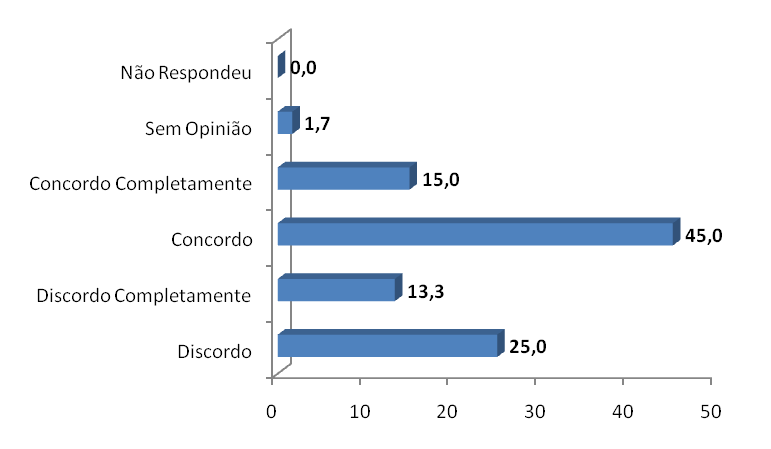 Não Respondeu
0,0
Sem Opinião
1,7
Concordo Completamente
15,0
Concordo
45,0
Discordo Completamente
13,3
Discordo
25,0
0 10 20 30 40 50